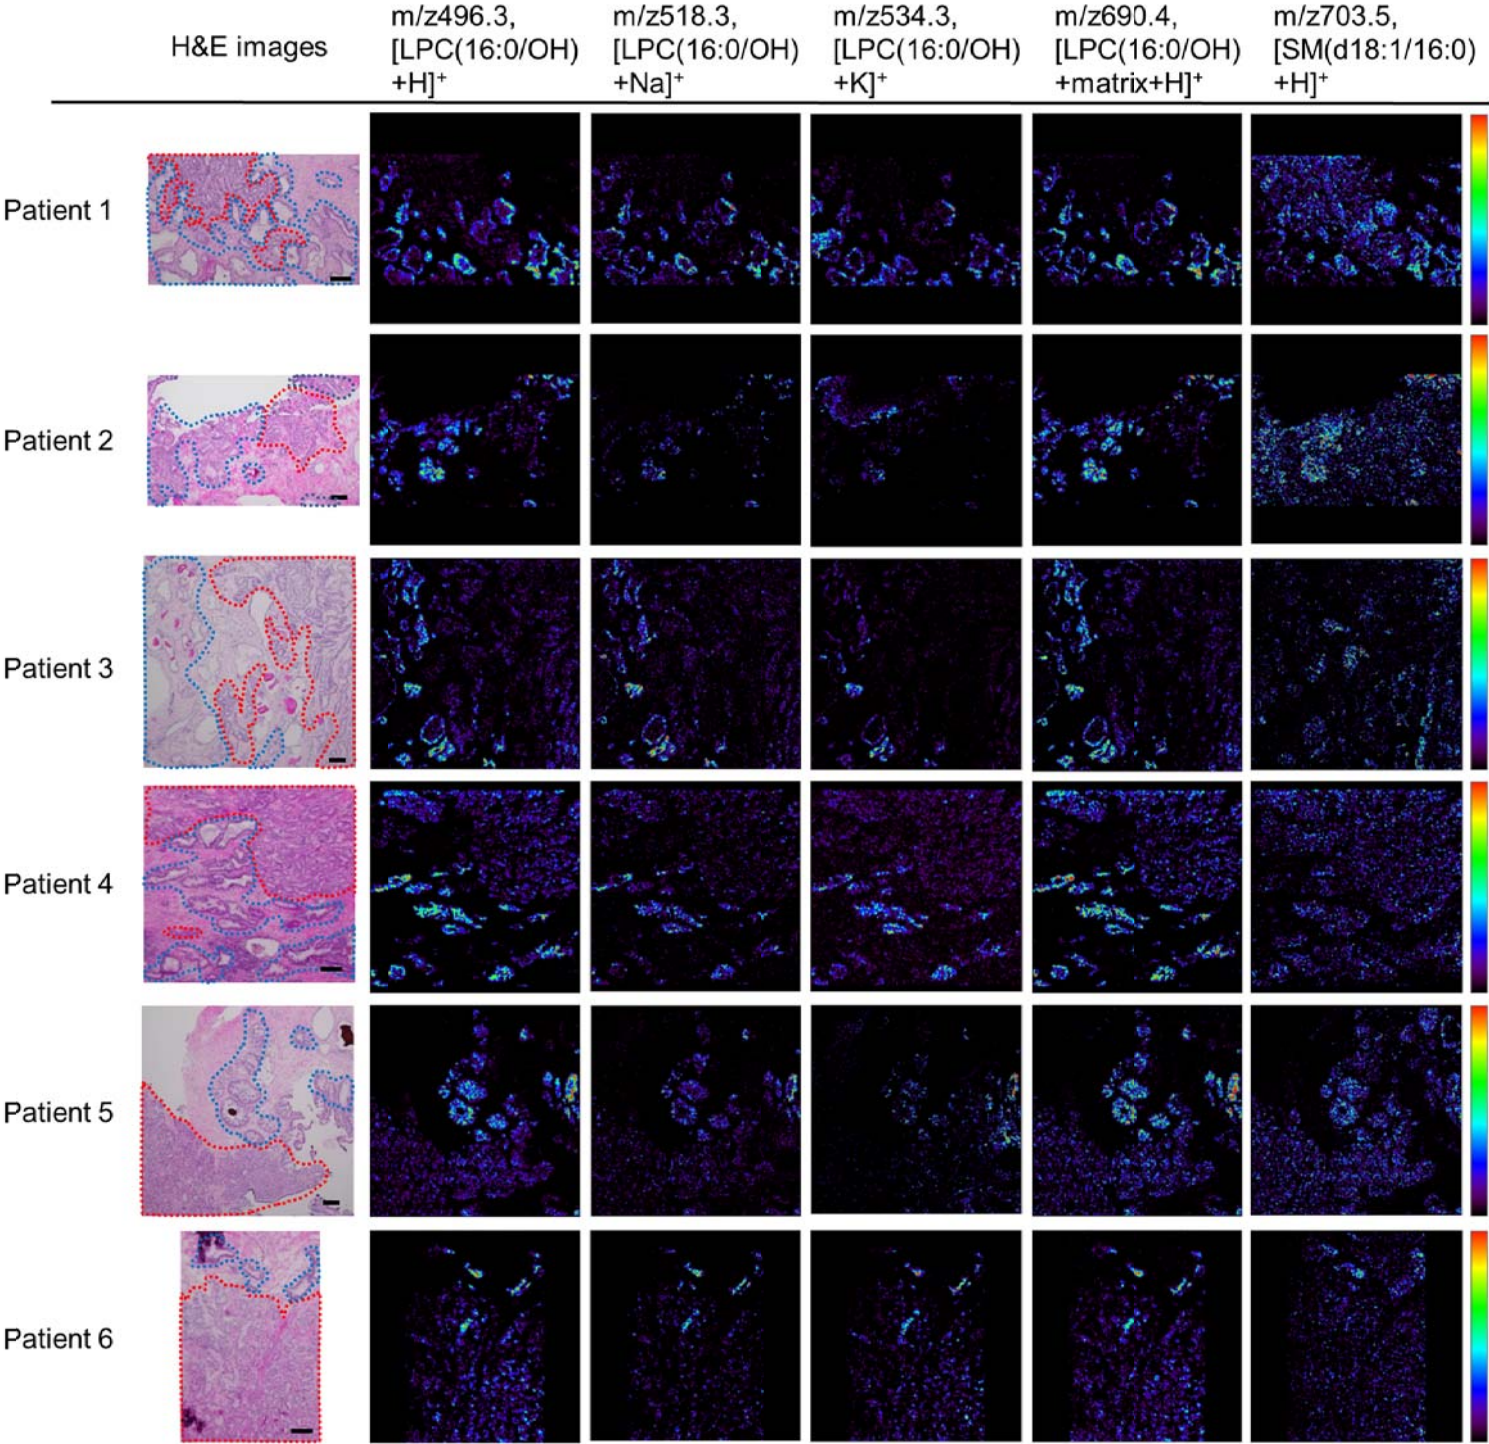 H&E images
m/z496.3,
[LPC(16:0/OH)
+H]⁺
m/z518.3,
[LPC(16:0/OH)
+Na]⁺
m/z534.3,
[LPC(16:0/OH)
+K]⁺
m/z690.4,
[LPC(16:0/OH)
+matrix+H]⁺
m/z703.5,
[SM(d18:1/16:0)
+H]⁺
Patient 1
Patient 2
Patient 3
Patient 4
Patient 5
Patient 6